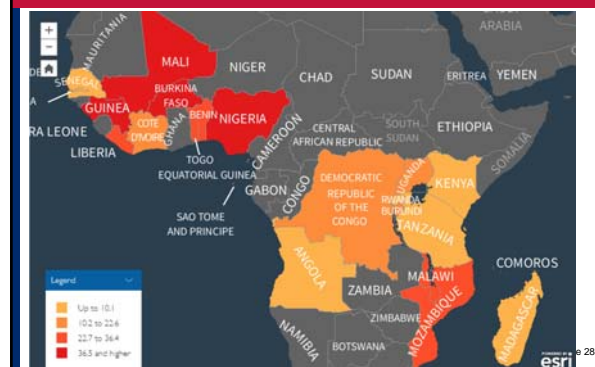 SAUDI
ARABIA
+
−
MAURITANIA
MALI
NIGER
CHAD
SUDAN
ERITREA
YEMEN
SENEGAL
GUINEA
BURKINA
FASO
BENIN
NIGERIA
COTE
D'IVOIRE
GHANA
RA LEONE
LIBERIA
TOGO
EQUATORIAL GUINEA
CAMEROON
CENTRAL
AFRICAN REPUBLIC
SOUTH
SUDAN
ETHIOPIA
SOMALIA
GABON
CONGO
SAO TOME
AND PRINCIPE
DEMOCRATIC
REPUBLIC
OF THE
CONGO
UGANDA
RWANDA
BURUNDI
KENYA
TANZANIA
COMOROS
ANGOLA
ZAMBIA
MALAWI
MOZAMBIQUE
ZIMBABWE
MADAGASCAR
NAMIBIA
BOTSWANA
Legend
Up to 10.1
10.2 to 22.6
22.7 to 36.4
36.5 and higher
POWERED BY
esri
e 28